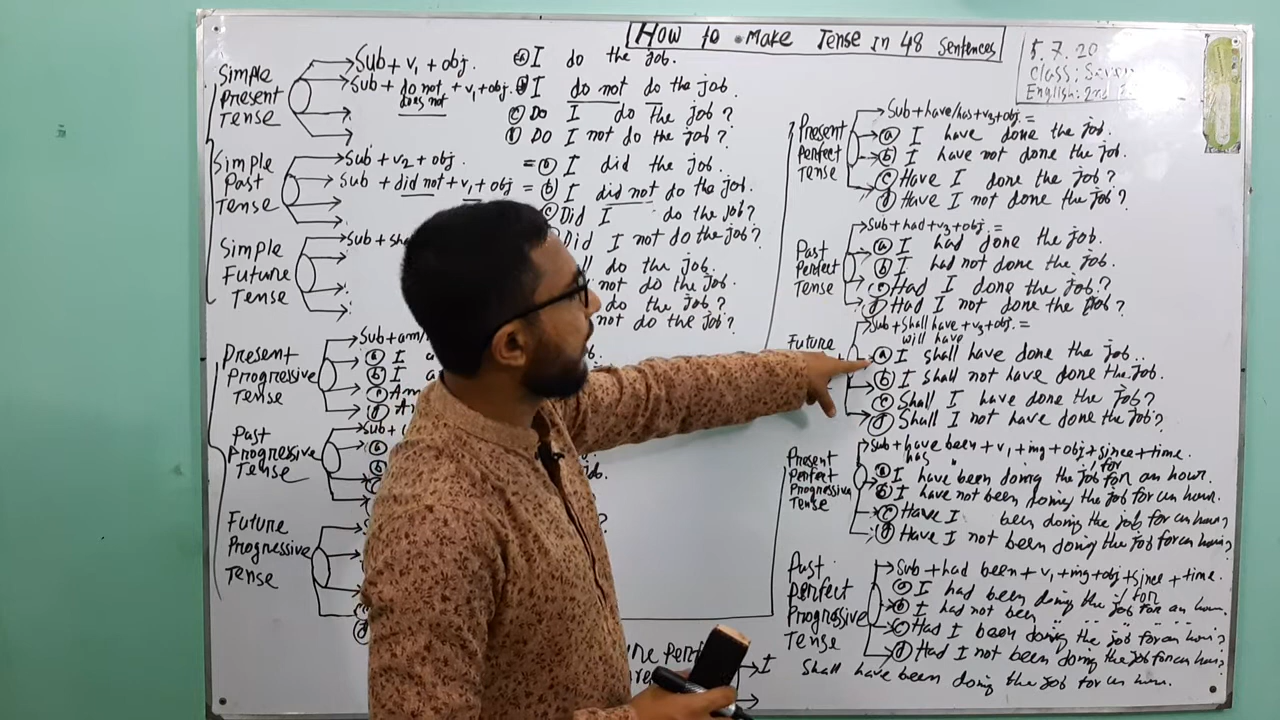 How to Make Tense in 48 Sentences
5.7.20
Class: Seven
English: 2nd
Simple Present Tense
Sub + v1 + obj.
Sub + do not + v1 + obj.
does not
(a) I do the job.
(b) I do not do the job.
(c) Do I do the job?
(d) Do I not do the job?
Simple Past Tense
Sub + v2 + obj.
Sub + did not + v1 + obj
= (a) I did the job.
= (b) I did not do the job.
(c) Did I do the job?
Did I not do the job?
Simple Future Tense
Sub +
do the job.
not do the job.
do the job?
not do the job?
Present Progressive Tense
Sub + am/
(a) I
(b) I
(c) Am
(d)
Past Progressive Tense
Sub +
Future Progressive Tense
Present Perfect Tense
Sub + have/has + v3 + obj. =
(a) I have done the job.
(b) I have not done the job.
(c) Have I done the job?
(d) Have I not done the job?
Past Perfect Tense
Sub + had + v3 + obj. =
(a) I had done the job.
(b) I had not done the job.
(c) Had I done the job?
(d) Had I not done the job?
Future
Sub + shall have + v3 + obj. =
will have
(a) I shall have done the job.
(b) I shall not have done the job.
(c) Shall I have done the job?
(d) Shall I not have done the job?
Present Perfect Progressive Tense
Sub + have been + v1 + ing + obj + since + time.
has " for
(a) I have been doing the job for an hour.
(b) I have not been doing the job for an hour.
(c) Have I been doing the job for an hour?
(d) Have I not been doing the job for an hour?
Past Perfect Progressive Tense
Sub + had been + v1 + ing + obj + since + time.
for
(a) I had been doing the job for an hour.
(b) I had not been
(c) Had I been doing the job for an hour?
(d) Had I not been doing the job for an hour?
I shall have been doing the job for an hour.